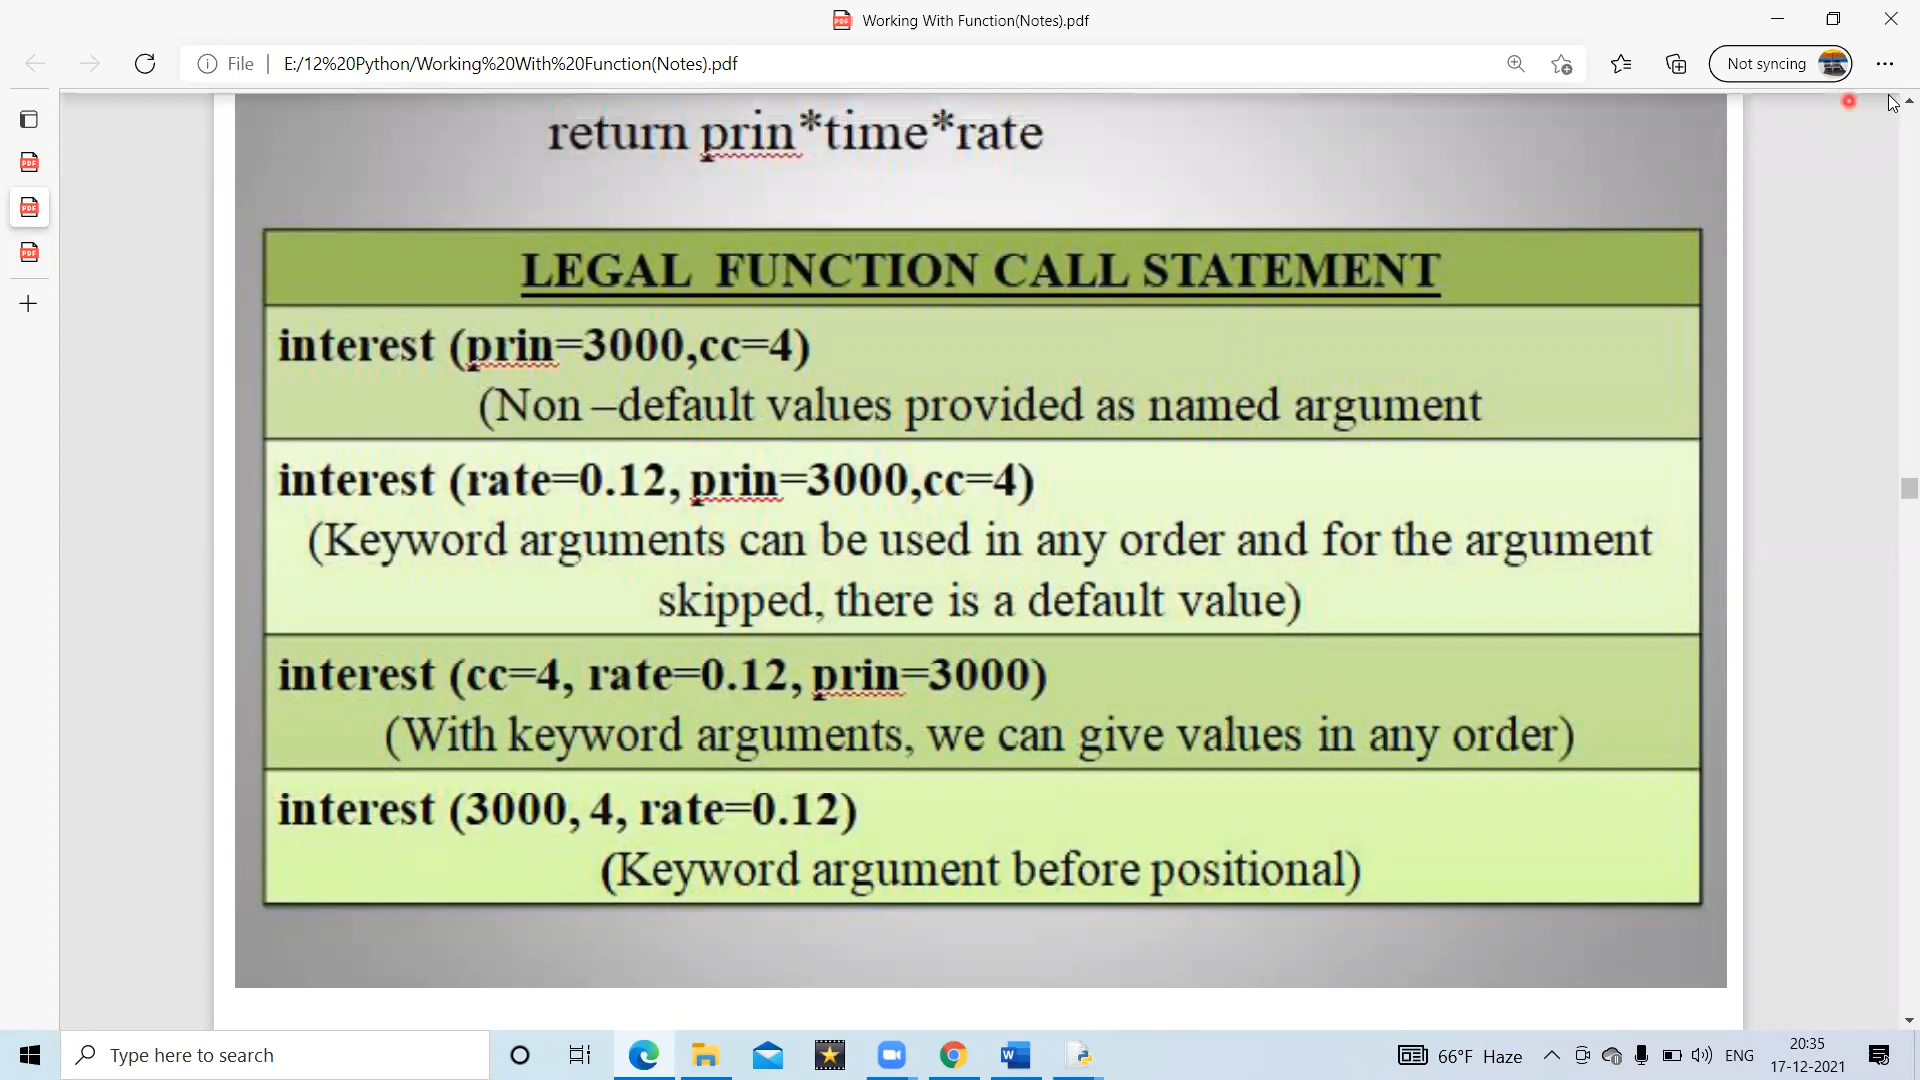 Working With Function(Notes).pdf
File | E:/12%20Python/Working%20With%20Function(Notes).pdf
Not syncing
return prin*time*rate
LEGAL FUNCTION CALL STATEMENT
interest (prin=3000,cc=4)
(Non –default values provided as named argument
interest (rate=0.12, prin=3000,cc=4)
(Keyword arguments can be used in any order and for the argument
skipped, there is a default value)
interest (cc=4, rate=0.12, prin=3000)
(With keyword arguments, we can give values in any order)
interest (3000, 4, rate=0.12)
(Keyword argument before positional)
Type here to search
66°F Haze
ENG
20:35
17-12-2021